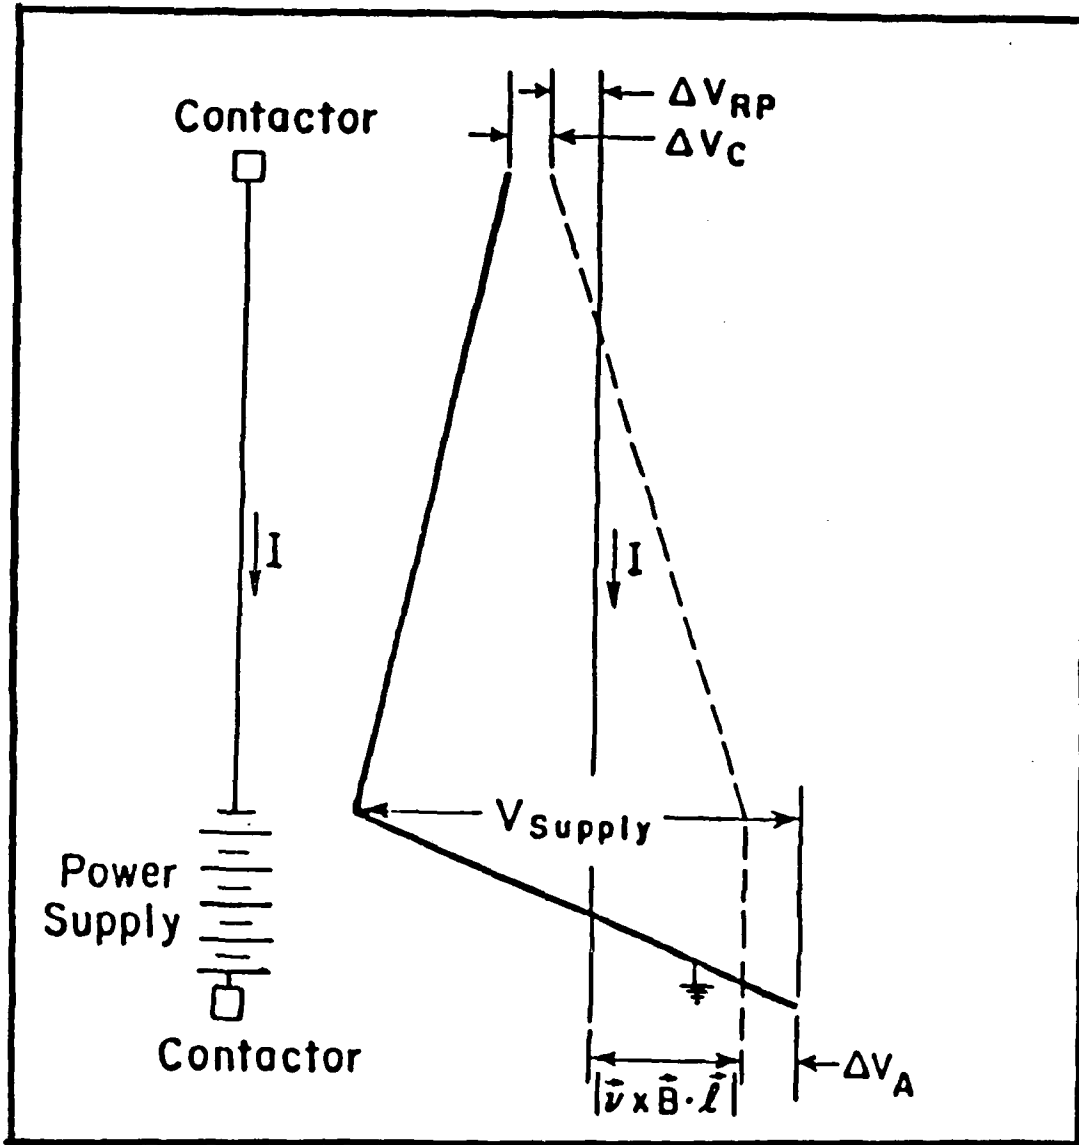 Contactor
ΔV_RP
ΔV_C
I
I
V_Supply
Power
Supply
Contactor
ΔV_A
|v⃗ x B⃗ · ℓ⃗|